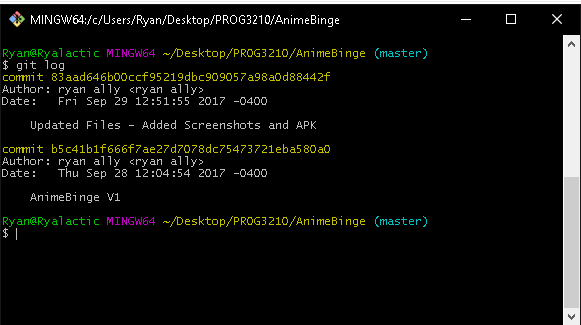 MINGW64:/c/Users/Ryan/Desktop/PROG3210/AnimeBinge
Ryan@Ryalactic MINGW64 ~/Desktop/PROG3210/AnimeBinge (master)
$ git log
commit 83aad646b00ccf95219dbc909057a98a0d88442f
Author: ryan ally <ryan ally>
Date:   Fri Sep 29 12:51:55 2017 -0400
Updated Files - Added Screenshots and APK
commit b5c41b1f666f7ae27d7078dc75473721eba580a0
Author: ryan ally <ryan ally>
Date:   Thu Sep 28 12:04:54 2017 -0400
AnimeBinge V1
Ryan@Ryalactic MINGW64 ~/Desktop/PROG3210/AnimeBinge (master)
$